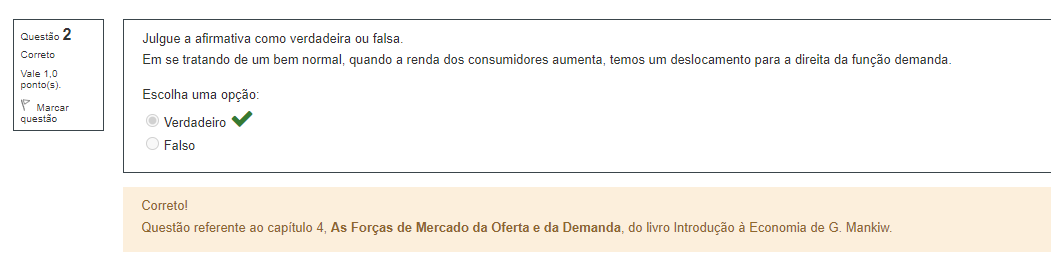 Questão 2
Correto
Vale 1,0
ponto(s).
Marcar
questão
Julgue a afirmativa como verdadeira ou falsa.
Em se tratando de um bem normal, quando a renda dos consumidores aumenta, temos um deslocamento para a direita da função demanda.
Escolha uma opção:
Verdadeiro
Falso
Correto!
Questão referente ao capítulo 4, As Forças de Mercado da Oferta e da Demanda, do livro Introdução à Economia de G. Mankiw.